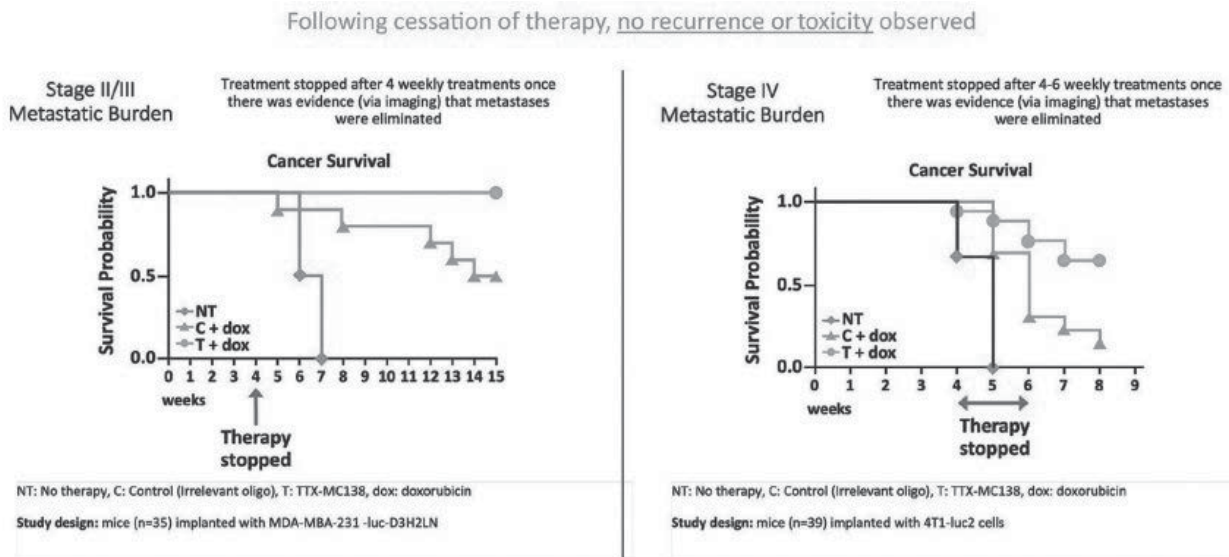 Following cessation of therapy, no recurrence or toxicity observed
Stage II/III
Metastatic Burden
Treatment stopped after 4 weekly treatments once
there was evidence (via imaging) that metastases
were eliminated
Cancer Survival
Survival Probability
1.0
0.5
0.0
NT
C + dox
T + dox
0 1 2 3 4 5 6 7 8 9 10 11 12 13 14 15
weeks
Therapy
stopped
NT: No therapy, C: Control (Irrelevant oligo), T: TTX-MC138, dox: doxorubicin
Study design: mice (n=35) implanted with MDA-MBA-231 -luc-D3H2LN
Stage IV
Metastatic Burden
Treatment stopped after 4-6 weekly treatments once
there was evidence (via imaging) that metastases
were eliminated
Cancer Survival
Survival Probability
1.0
0.5
0.0
NT
C + dox
T + dox
0 1 2 3 4 5 6 7 8 9
weeks
Therapy
stopped
NT: No therapy, C: Control (Irrelevant oligo), T: TTX-MC138, dox: doxorubicin
Study design: mice (n=39) implanted with 4T1-luc2 cells